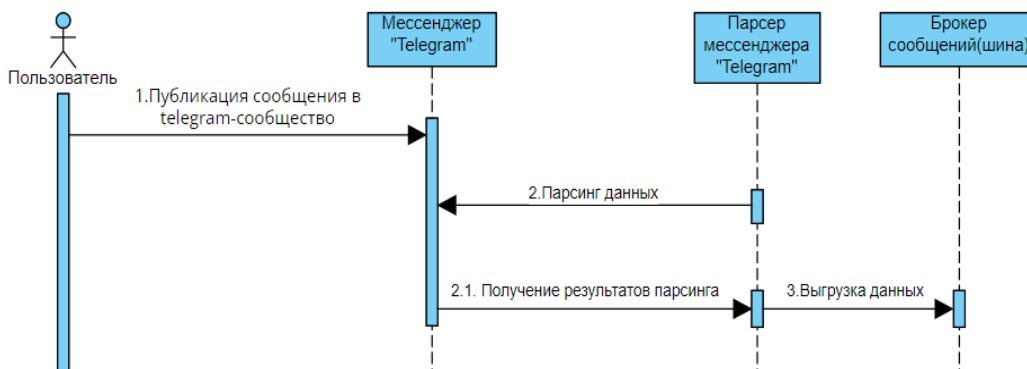 Пользователь
Мессенджер
"Telegram"
Парсер
мессенджера
"Telegram"
Брокер
сообщений(шина)
1.Публикация сообщения в
telegram-сообщество
2.Парсинг данных
2.1. Получение результатов парсинга
3.Выгрузка данных